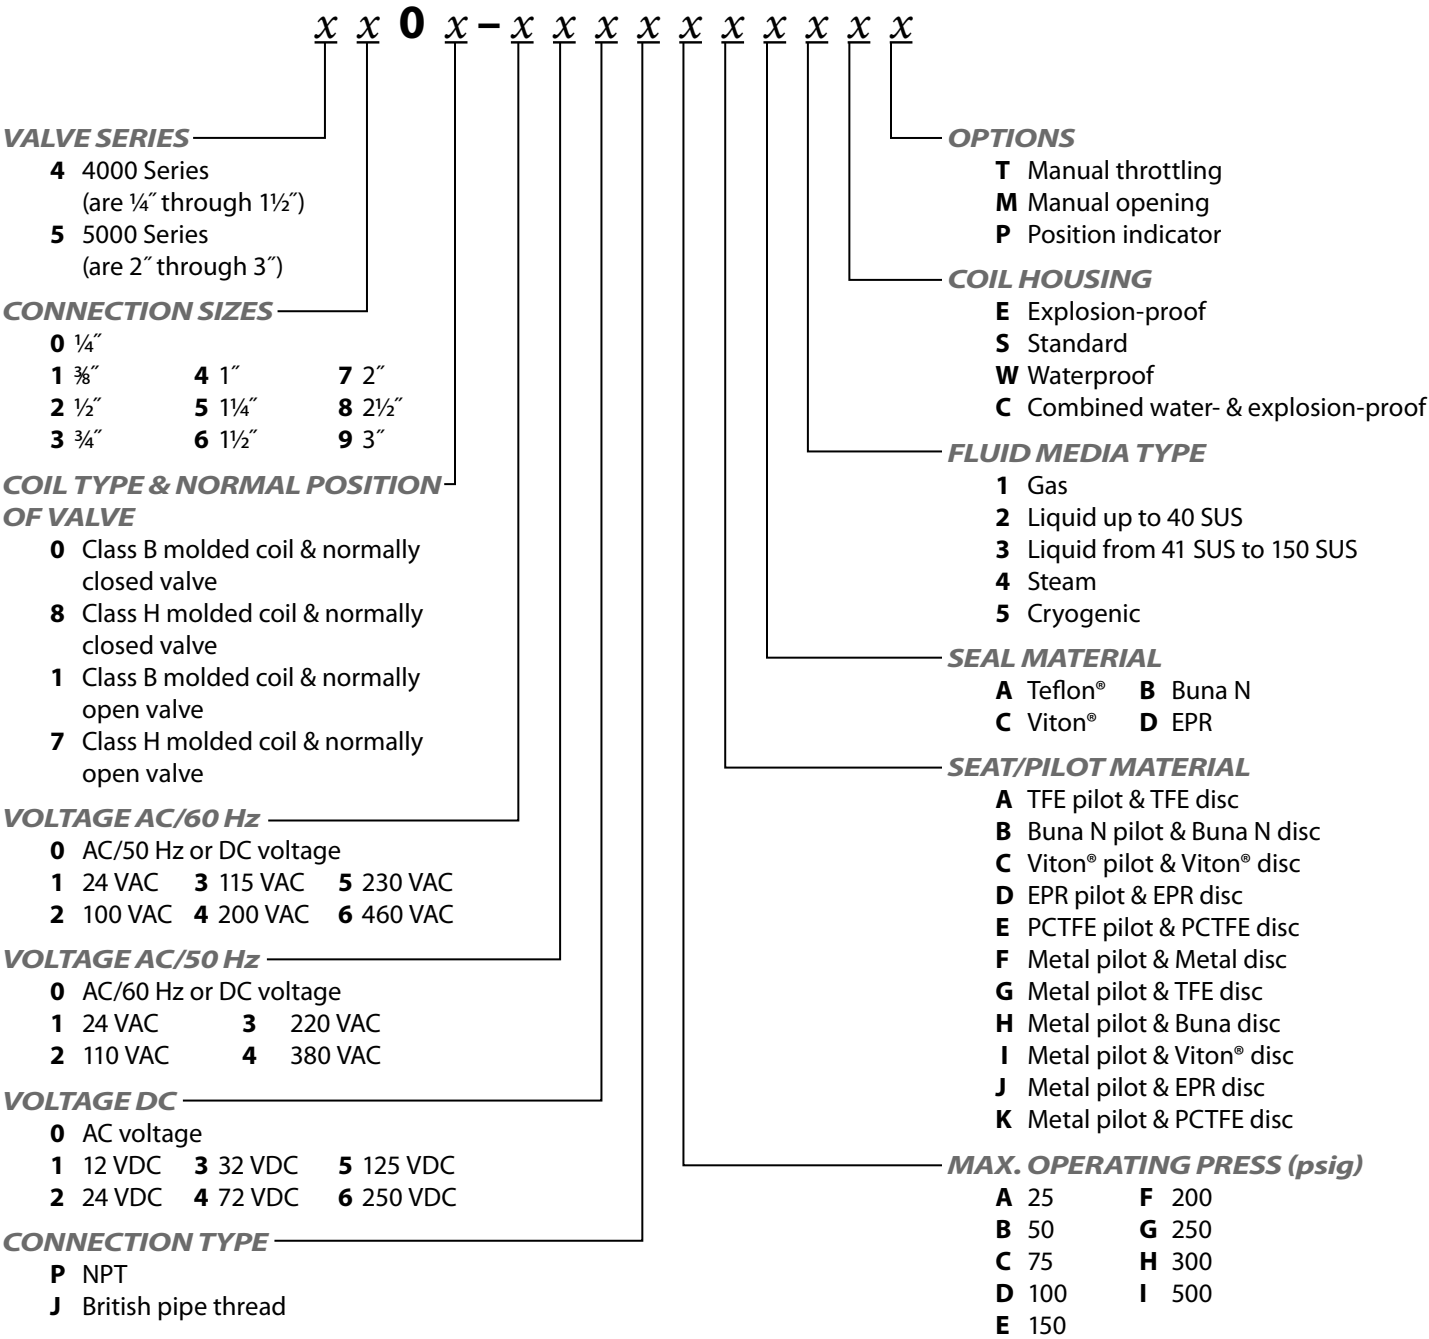 x x 0 x – x x x x x x x x x x
VALVE SERIES
4 4000 Series
(are ¼˝ through 1½˝)
5 5000 Series
(are 2˝ through 3˝)
CONNECTION SIZES
0 ¼˝
1 ⅜˝ 4 1˝ 7 2˝
2 ½˝ 5 1¼˝ 8 2½˝
3 ¾˝ 6 1½˝ 9 3˝
COIL TYPE & NORMAL POSITION
OF VALVE
0 Class B molded coil & normally
closed valve
8 Class H molded coil & normally
closed valve
1 Class B molded coil & normally
open valve
7 Class H molded coil & normally
open valve
VOLTAGE AC/60 Hz
0 AC/50 Hz or DC voltage
1 24 VAC 3 115 VAC 5 230 VAC
2 100 VAC 4 200 VAC 6 460 VAC
VOLTAGE AC/50 Hz
0 AC/60 Hz or DC voltage
1 24 VAC 3 220 VAC
2 110 VAC 4 380 VAC
VOLTAGE DC
0 AC voltage
1 12 VDC 3 32 VDC 5 125 VDC
2 24 VDC 4 72 VDC 6 250 VDC
CONNECTION TYPE
P NPT
J British pipe thread
OPTIONS
T Manual throttling
M Manual opening
P Position indicator
COIL HOUSING
E Explosion-proof
S Standard
W Waterproof
C Combined water- & explosion-proof
FLUID MEDIA TYPE
1 Gas
2 Liquid up to 40 SUS
3 Liquid from 41 SUS to 150 SUS
4 Steam
5 Cryogenic
SEAL MATERIAL
A Teflon® B Buna N
C Viton® D EPR
SEAT/PILOT MATERIAL
A TFE pilot & TFE disc
B Buna N pilot & Buna N disc
C Viton® pilot & Viton® disc
D EPR pilot & EPR disc
E PCTFE pilot & PCTFE disc
F Metal pilot & Metal disc
G Metal pilot & TFE disc
H Metal pilot & Buna disc
I Metal pilot & Viton® disc
J Metal pilot & EPR disc
K Metal pilot & PCTFE disc
MAX. OPERATING PRESS (psig)
A 25 F 200
B 50 G 250
C 75 H 300
D 100 I 500
E 150